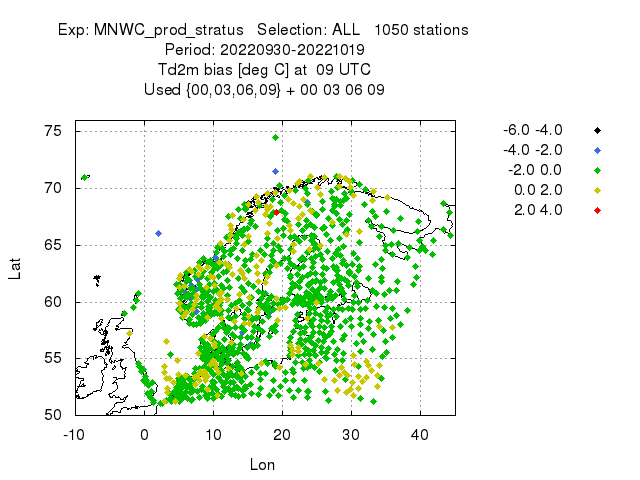 Exp: MNWC_prod_stratus   Selection: ALL   1050 stations
Period: 20220930-20221019
Td2m bias [deg C] at  09 UTC
Used {00,03,06,09} + 00 03 06 09
-6.0 -4.0
-4.0 -2.0
-2.0 0.0
0.0 2.0
2.0 4.0
75
70
65
60
55
50
Lat
-10 0 10 20 30 40
Lon